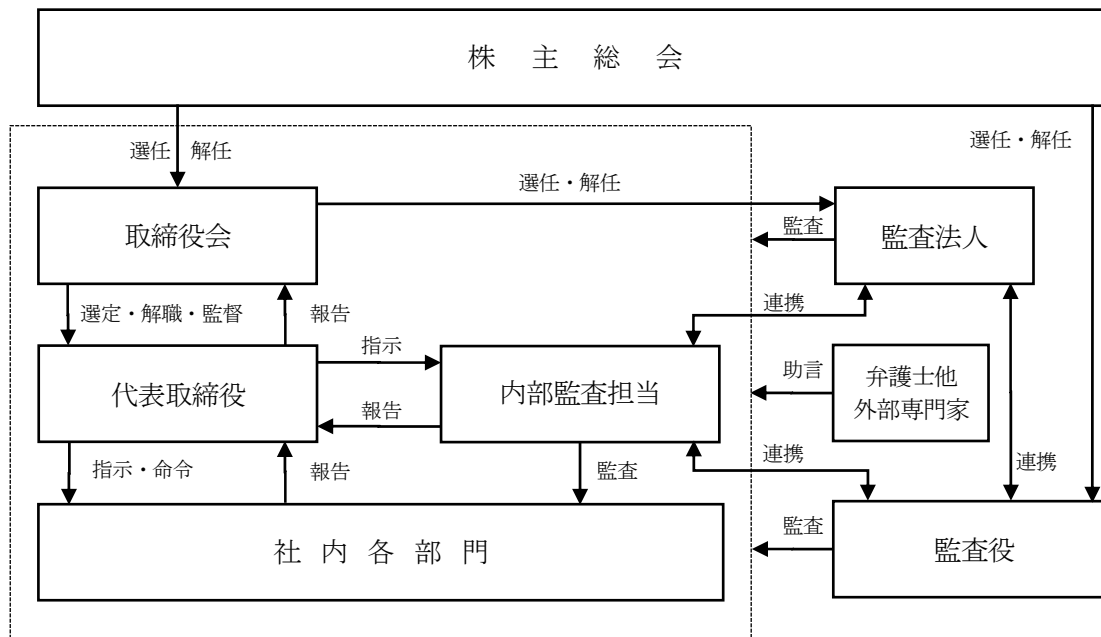 株主総会
選任 解任
選任・解任
選任・解任
取締役会
監査法人
監査
選定・解職・監督
報告
連携
指示
代表取締役
内部監査担当
助言
弁護士他
外部専門家
報告
指示・命令
報告
監査
連携
連携
社内各部門
監査
監査役